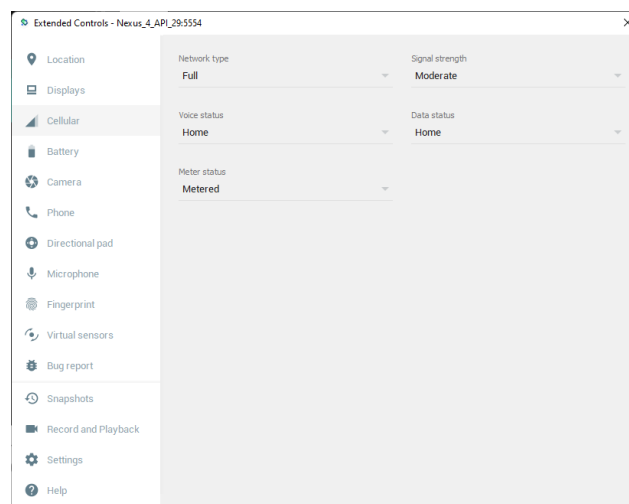 Extended Controls - Nexus_4_API_29:5554
Location
Displays
Cellular
Battery
Camera
Phone
Directional pad
Microphone
Fingerprint
Virtual sensors
Bug report
Snapshots
Record and Playback
Settings
Help
Network type
Full
Signal strength
Moderate
Voice status
Home
Data status
Home
Meter status
Metered